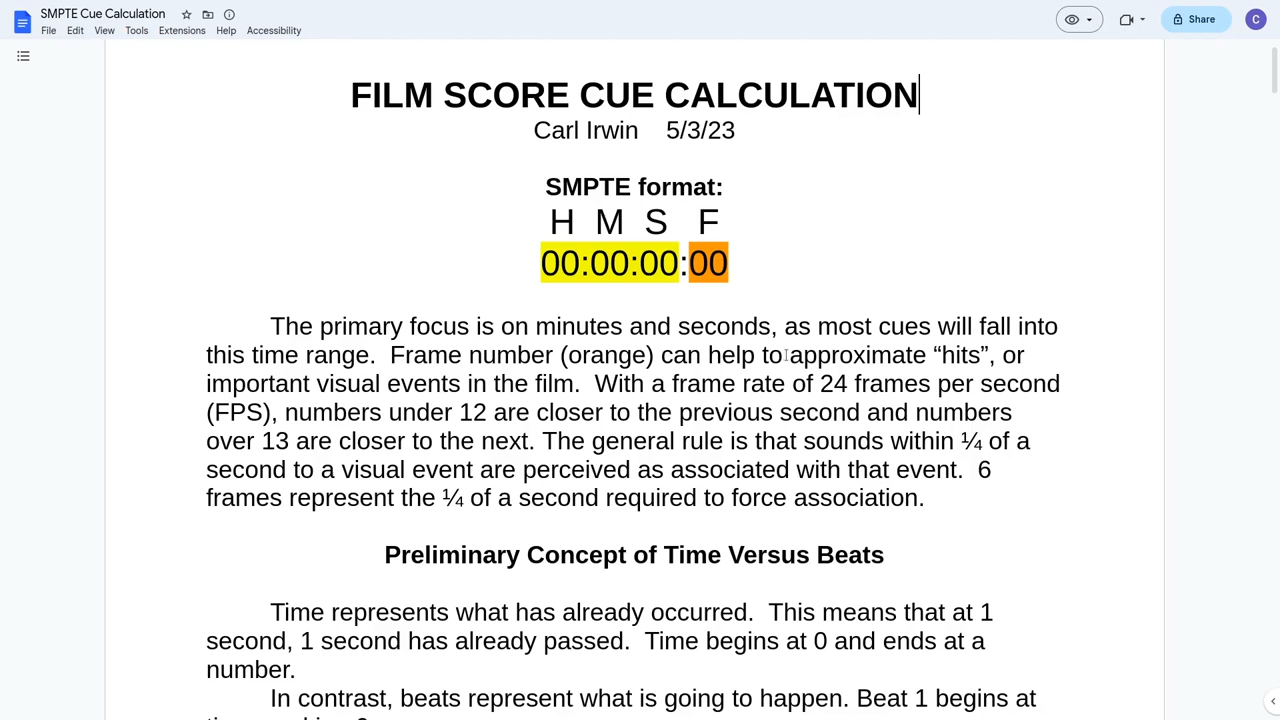 SMPTE Cue Calculation
File Edit View Tools Extensions Help Accessibility
Share
C
FILM SCORE CUE CALCULATION
Carl Irwin 5/3/23
SMPTE format:
H M S F
00:00:00:00
The primary focus is on minutes and seconds, as most cues will fall into
this time range. Frame number (orange) can help to approximate “hits”, or
important visual events in the film. With a frame rate of 24 frames per second
(FPS), numbers under 12 are closer to the previous second and numbers
over 13 are closer to the next. The general rule is that sounds within ¼ of a
second to a visual event are perceived as associated with that event. 6
frames represent the ¼ of a second required to force association.
Preliminary Concept of Time Versus Beats
Time represents what has already occurred. This means that at 1
second, 1 second has already passed. Time begins at 0 and ends at a
number.
In contrast, beats represent what is going to happen. Beat 1 begins at